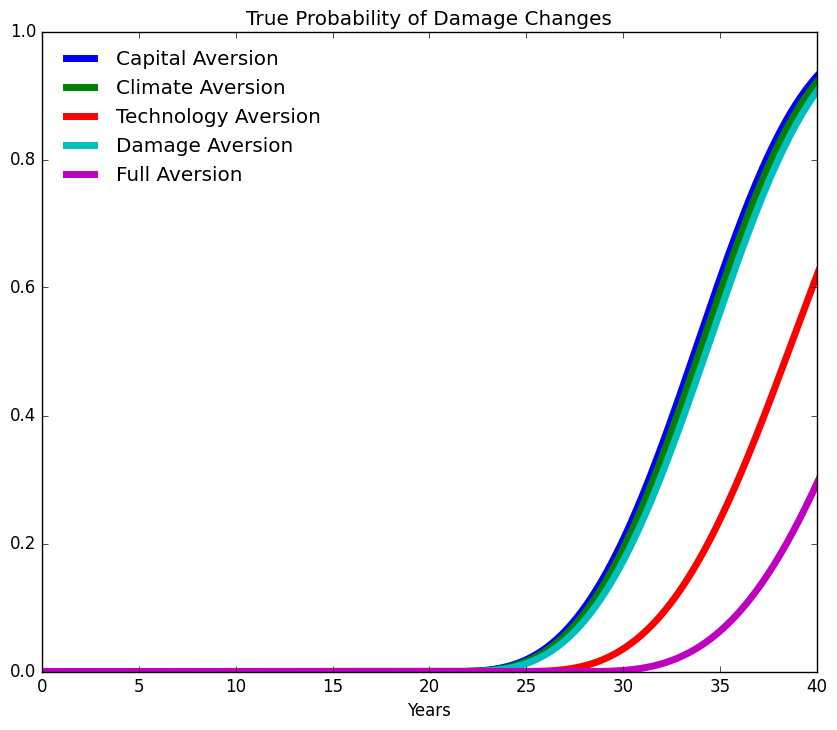 True Probability of Damage Changes
1.0
Capital Aversion
Climate Aversion
Technology Aversion
Damage Aversion
Full Aversion
0.8
0.6
0.4
0.2
0.0
0 5 10 15 20 25 30 35 40
Years